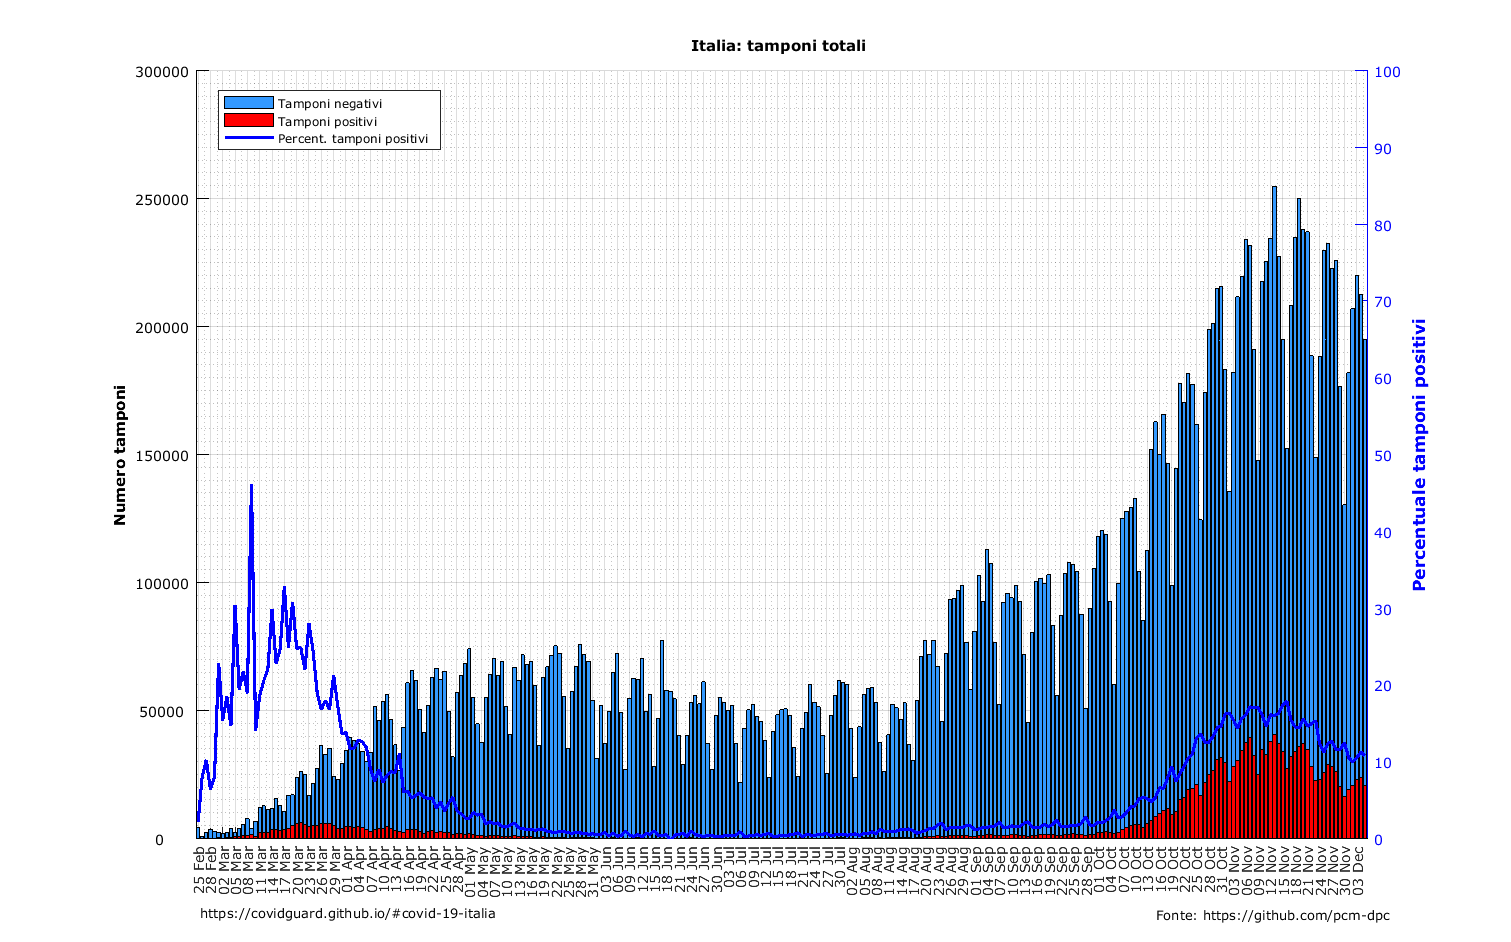 Italia: tamponi totali
300000
250000
200000
150000
100000
50000
0
Numero tamponi
Tamponi negativi
Tamponi positivi
Percent. tamponi positivi
100
90
80
70
60
50
40
30
20
10
0
Percentuale tamponi positivi
25 Feb
28 Feb
02 Mar
05 Mar
08 Mar
11 Mar
14 Mar
17 Mar
20 Mar
23 Mar
26 Mar
29 Mar
01 Apr
04 Apr
07 Apr
10 Apr
13 Apr
16 Apr
19 Apr
22 Apr
25 Apr
28 Apr
01 May
04 May
07 May
10 May
13 May
16 May
19 May
22 May
25 May
28 May
31 May
03 Jun
06 Jun
09 Jun
12 Jun
15 Jun
18 Jun
21 Jun
24 Jun
27 Jun
30 Jun
03 Jul
06 Jul
09 Jul
12 Jul
15 Jul
18 Jul
21 Jul
24 Jul
27 Jul
30 Jul
02 Aug
05 Aug
08 Aug
11 Aug
14 Aug
17 Aug
20 Aug
23 Aug
26 Aug
29 Aug
01 Sep
04 Sep
07 Sep
10 Sep
13 Sep
16 Sep
19 Sep
22 Sep
25 Sep
28 Sep
01 Oct
04 Oct
07 Oct
10 Oct
13 Oct
16 Oct
19 Oct
22 Oct
25 Oct
28 Oct
31 Oct
03 Nov
06 Nov
09 Nov
12 Nov
15 Nov
18 Nov
21 Nov
24 Nov
27 Nov
30 Nov
03 Dec
https://covidguard.github.io/#covid-19-italia
Fonte: https://github.com/pcm-dpc